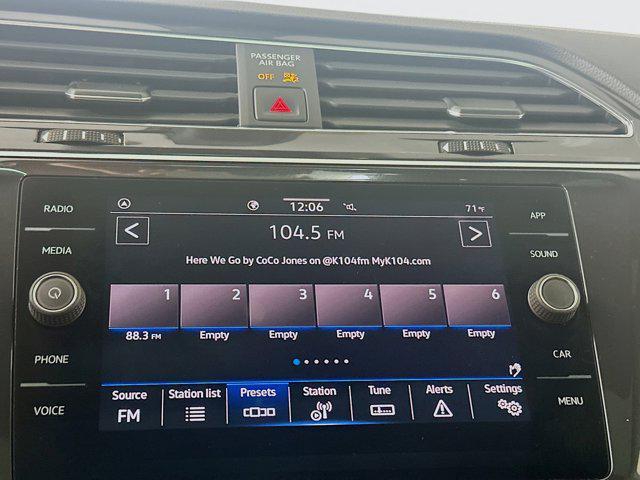 PASSENGER
AIR BAG
OFF
RADIO
MEDIA
PHONE
VOICE
12:06
71°F
104.5 FM
Here We Go by CoCo Jones on @K104fm MyK104.com
1 2 3 4 5 6
88.3 FM Empty Empty Empty Empty Empty
Source Station list Presets Station Tune Alerts Settings
FM
APP
SOUND
CAR
MENU